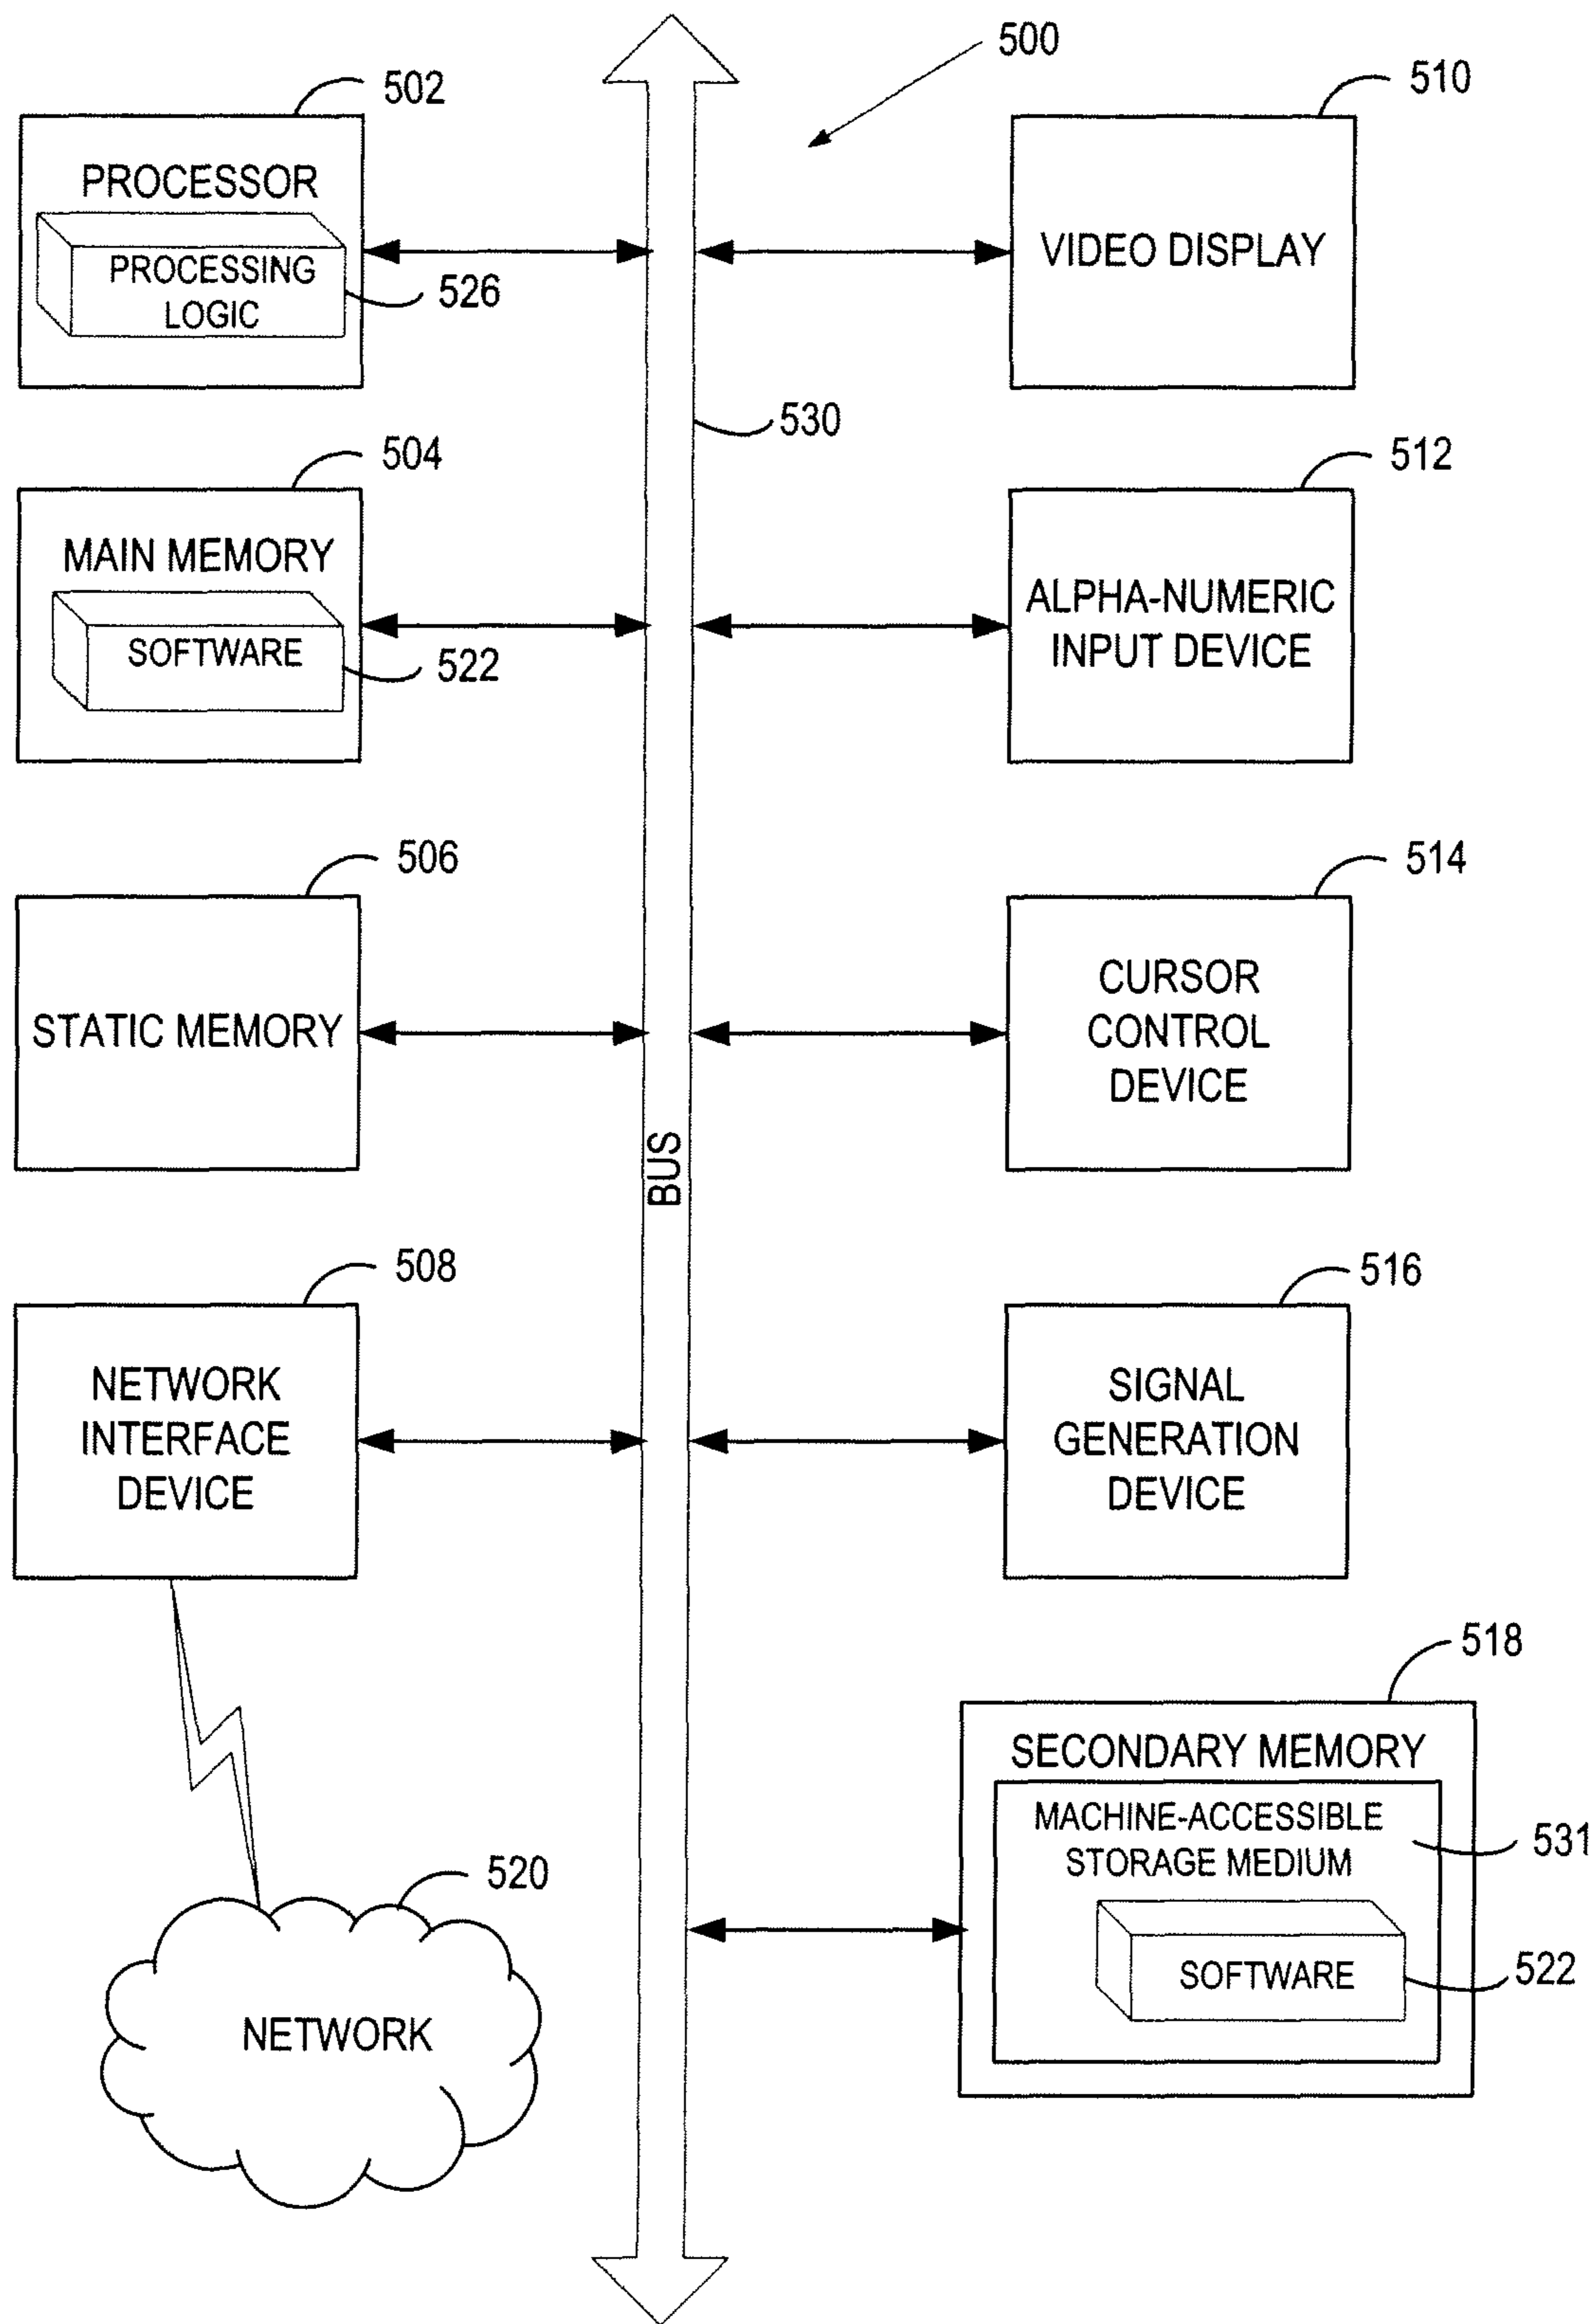 500
502
PROCESSOR
PROCESSING
LOGIC
526
510
VIDEO DISPLAY
530
504
MAIN MEMORY
SOFTWARE
522
512
ALPHA-NUMERIC
INPUT DEVICE
506
STATIC MEMORY
514
CURSOR
CONTROL
DEVICE
BUS
508
NETWORK
INTERFACE
DEVICE
516
SIGNAL
GENERATION
DEVICE
518
SECONDARY MEMORY
MACHINE-ACCESSIBLE
STORAGE MEDIUM
531
SOFTWARE
522
520
NETWORK